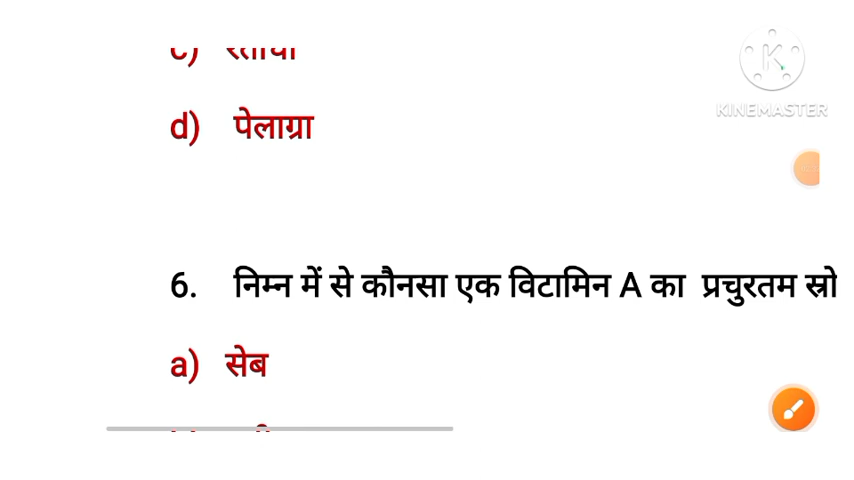 KINEMASTER
d) पेलाग्रा
6. निम्न में से कौनसा एक विटामिन A का प्रचुरतम स्रो
a) सेब